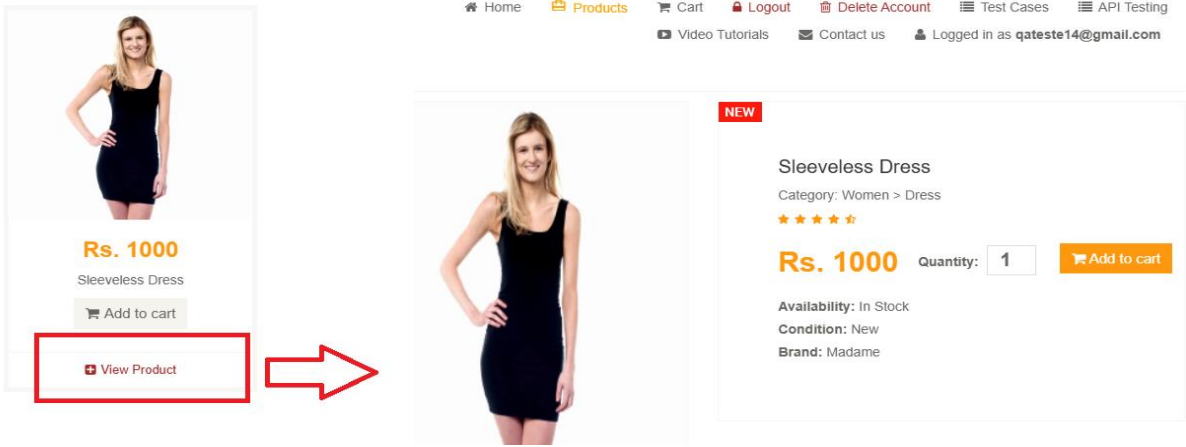 Home Products Cart Logout Delete Account Test Cases API Testing
Video Tutorials Contact us Logged in as qateste14@gmail.com
Rs. 1000
Sleeveless Dress
Add to cart
View Product
NEW
Sleeveless Dress
Category: Women > Dress
Rs. 1000 Quantity: 1 Add to cart
Availability: In Stock
Condition: New
Brand: Madame